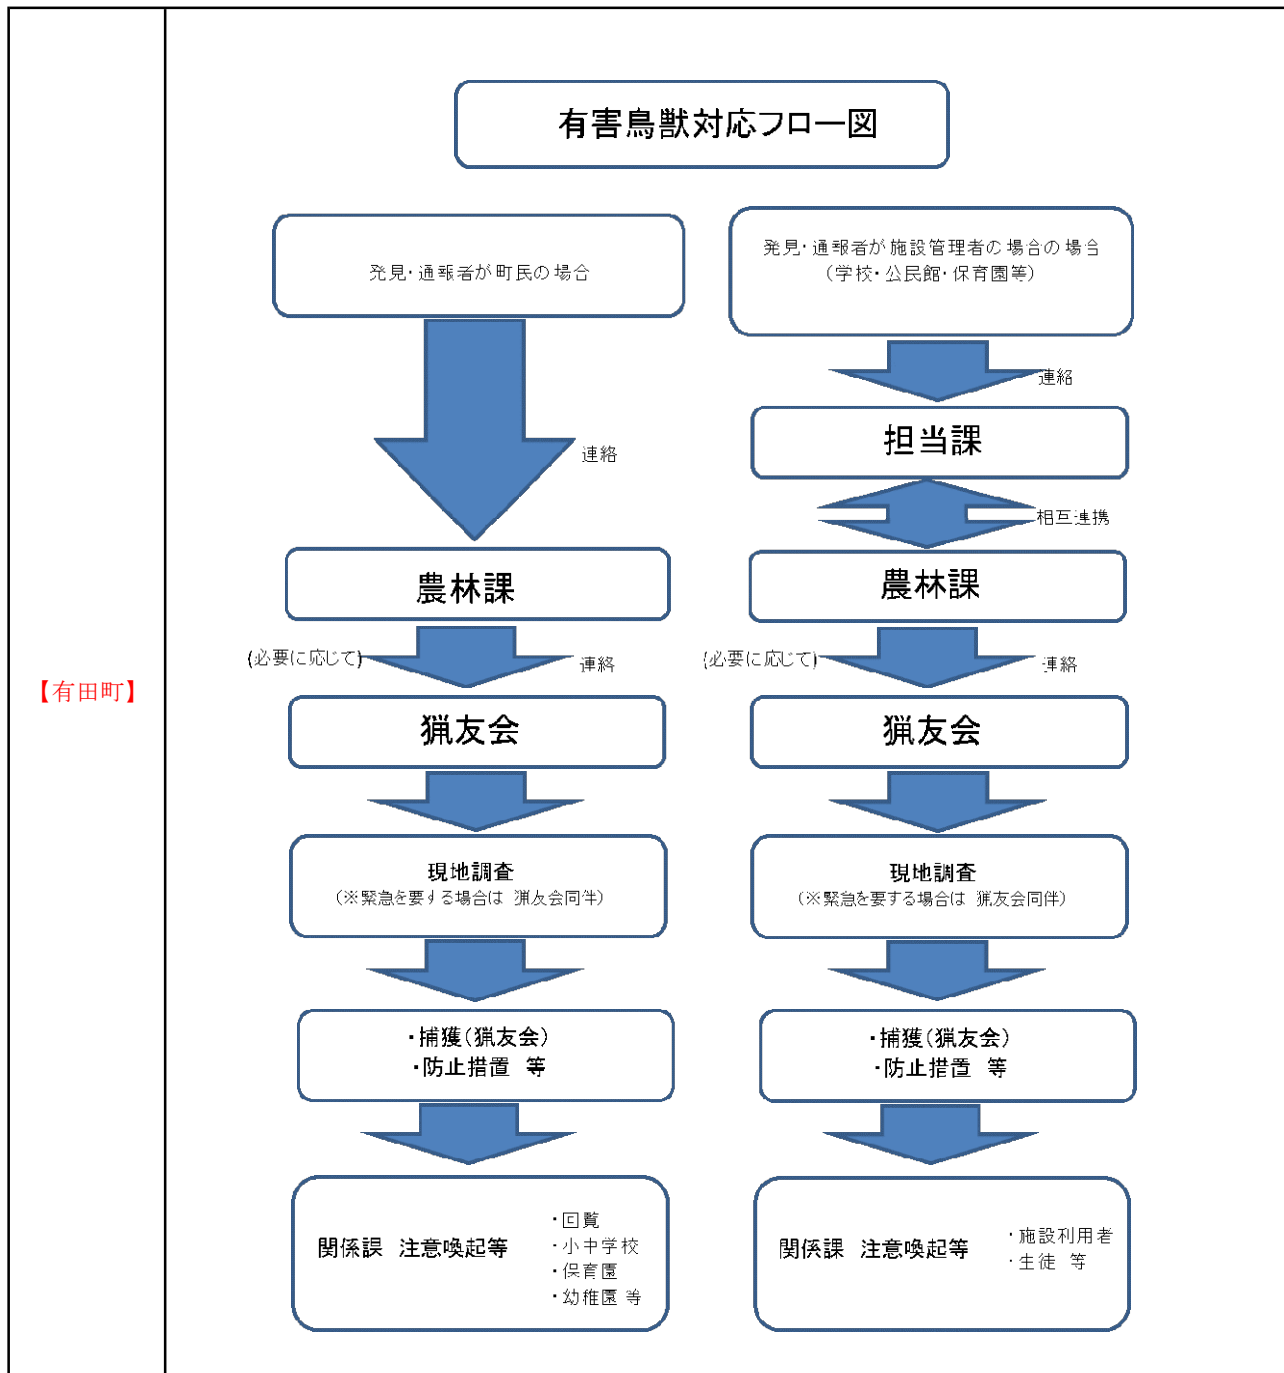 【有田町】
有害鳥獣対応フロー図
発見・通報者が町民の場合
連絡
農林課
(必要に応じて)
連絡
猟友会
現地調査
(※緊急を要する場合は 猟友会同伴)
・捕獲(猟友会)
・防止措置 等
関係課 注意喚起等
・回覧
・小中学校
・保育園
・幼稚園 等
発見・通報者が施設管理者の場合の場合
(学校・公民館・保育園等)
連絡
担当課
相互連携
農林課
(必要に応じて)
連絡
猟友会
現地調査
(※緊急を要する場合は 猟友会同伴)
・捕獲(猟友会)
・防止措置 等
関係課 注意喚起等
・施設利用者
・生徒 等